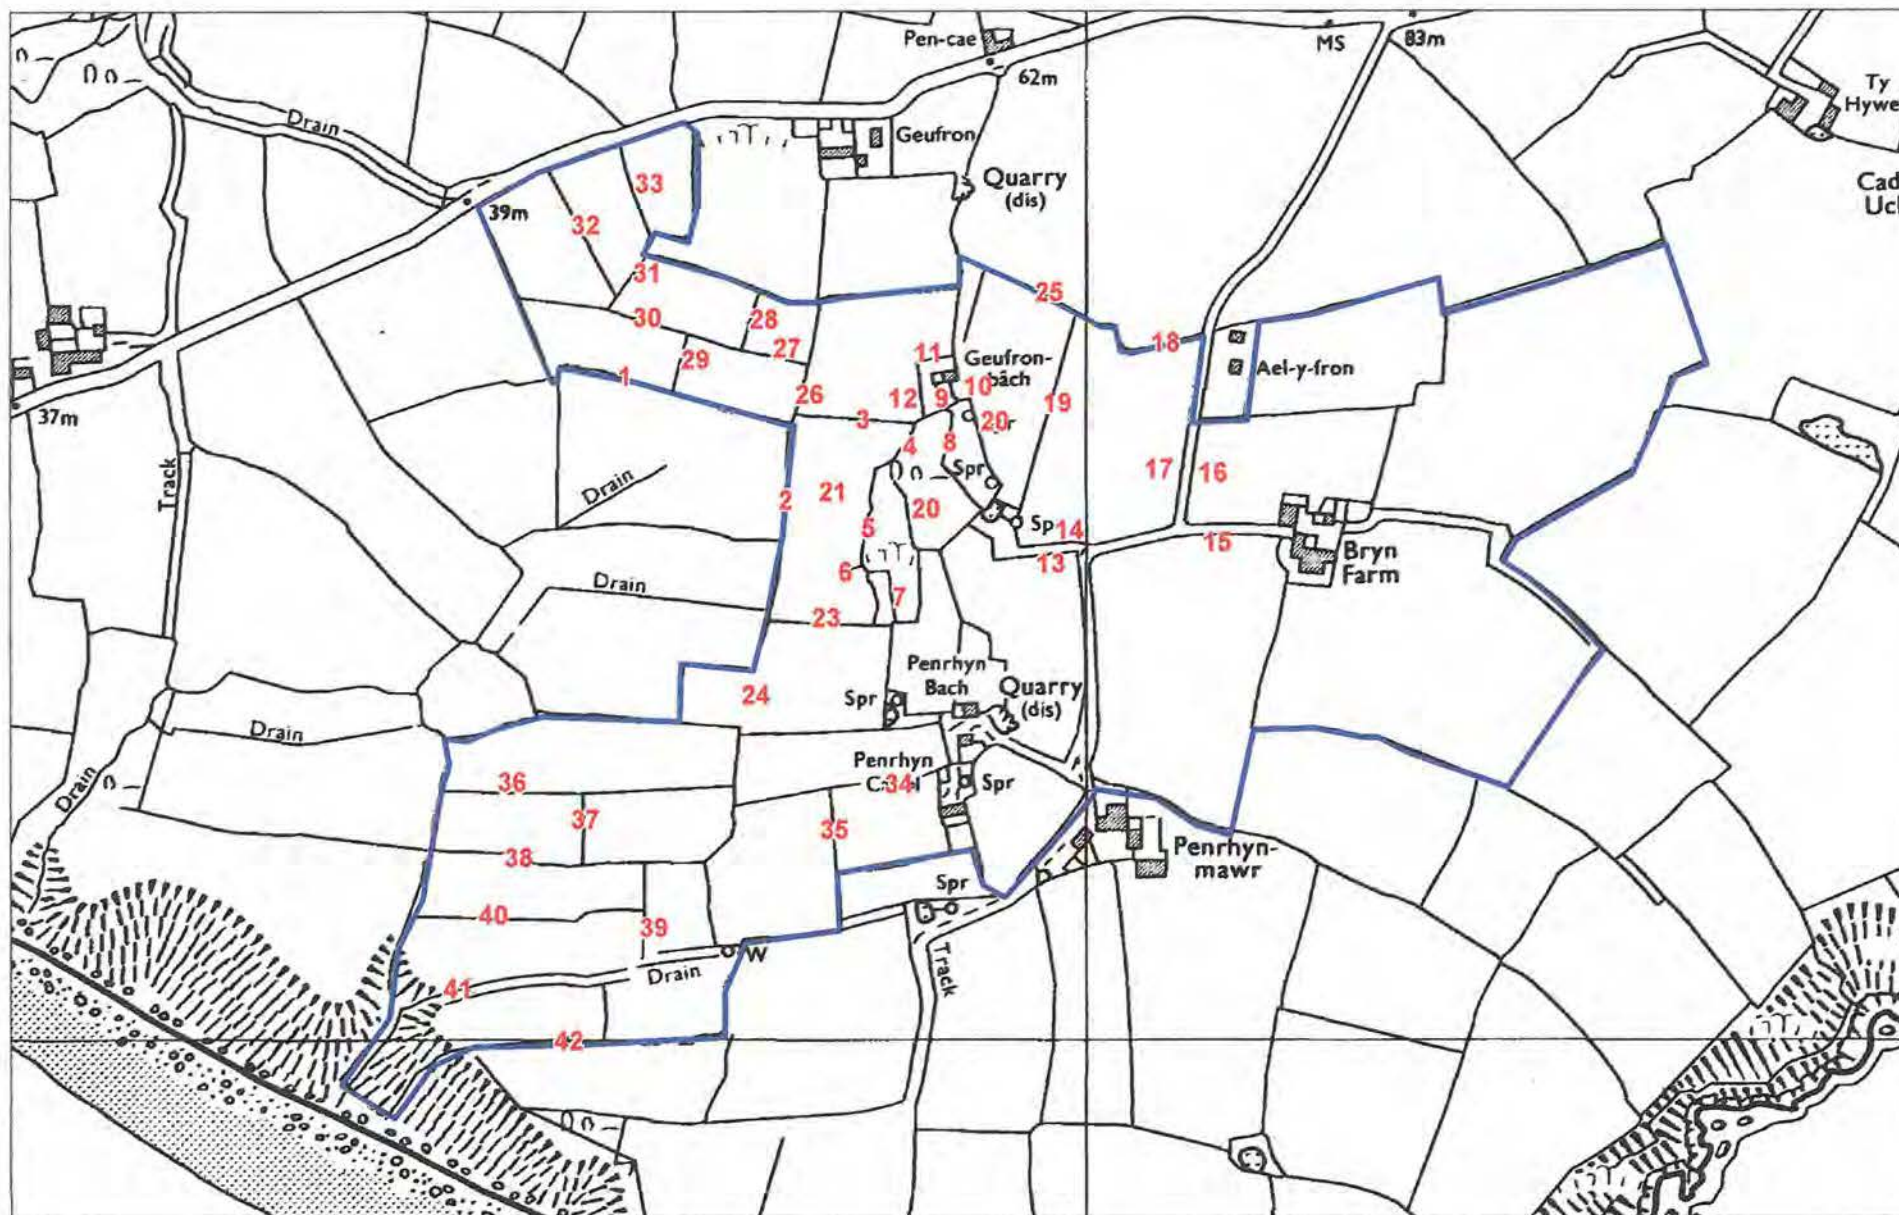 Pen-cae
62m
MS
83m
Ty
Hywe
Drain
Geufron
Quarry
(dis)
Cad
Ucl
39m
33
32
31
25
30
28
18
27
29
11
Geufron-
bâch
Ael-y-fron
1
10
37m
26
12
9
19
20
3
4
8
Spr
17
16
Track
Drain
2
21
20
5
14
15
Bryn
Farm
13
6
Drain
7
23
Penrhyn
Bach
Quarry
(dis)
24
Spr
Drain
Penrhyn
34
Spr
Drain
36
37
35
38
Penrhyn-
mawr
Spr
40
39
W
Drain
Track
41
42